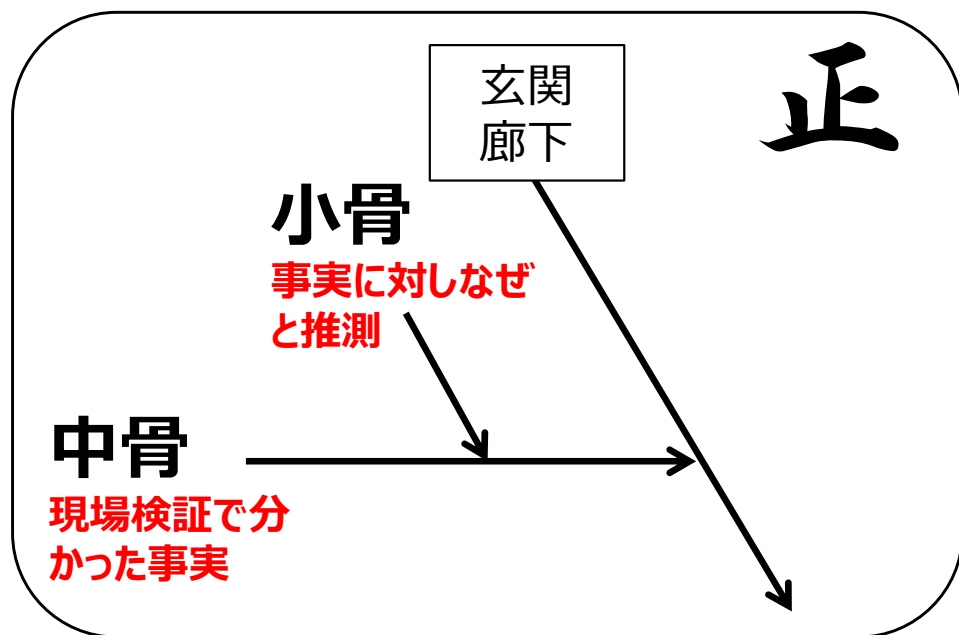 玄関
廊下
正
小骨
事実に対しなぜ
と推測
中骨
現場検証で分
かった事実